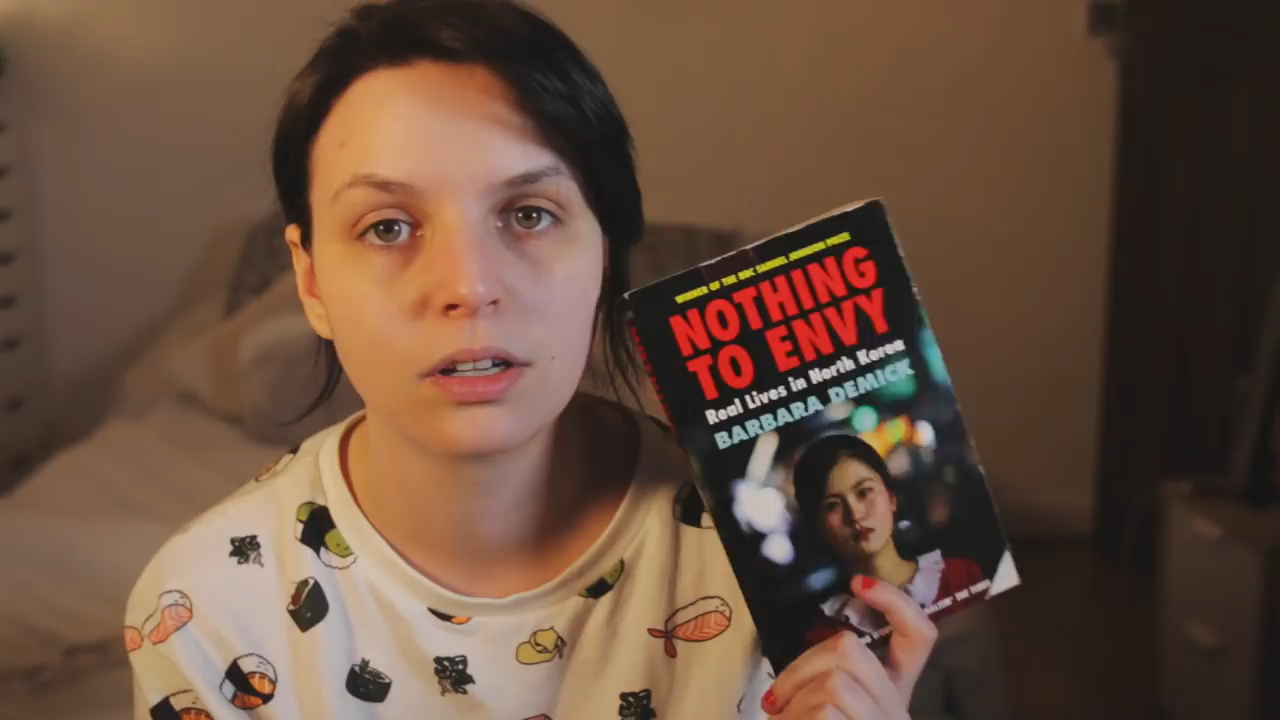 WINNER OF THE BBC SAMUEL JOHNSON PRIZE
NOTHING
TO ENVY
Real Lives in North Korea
BARBARA DEMICK